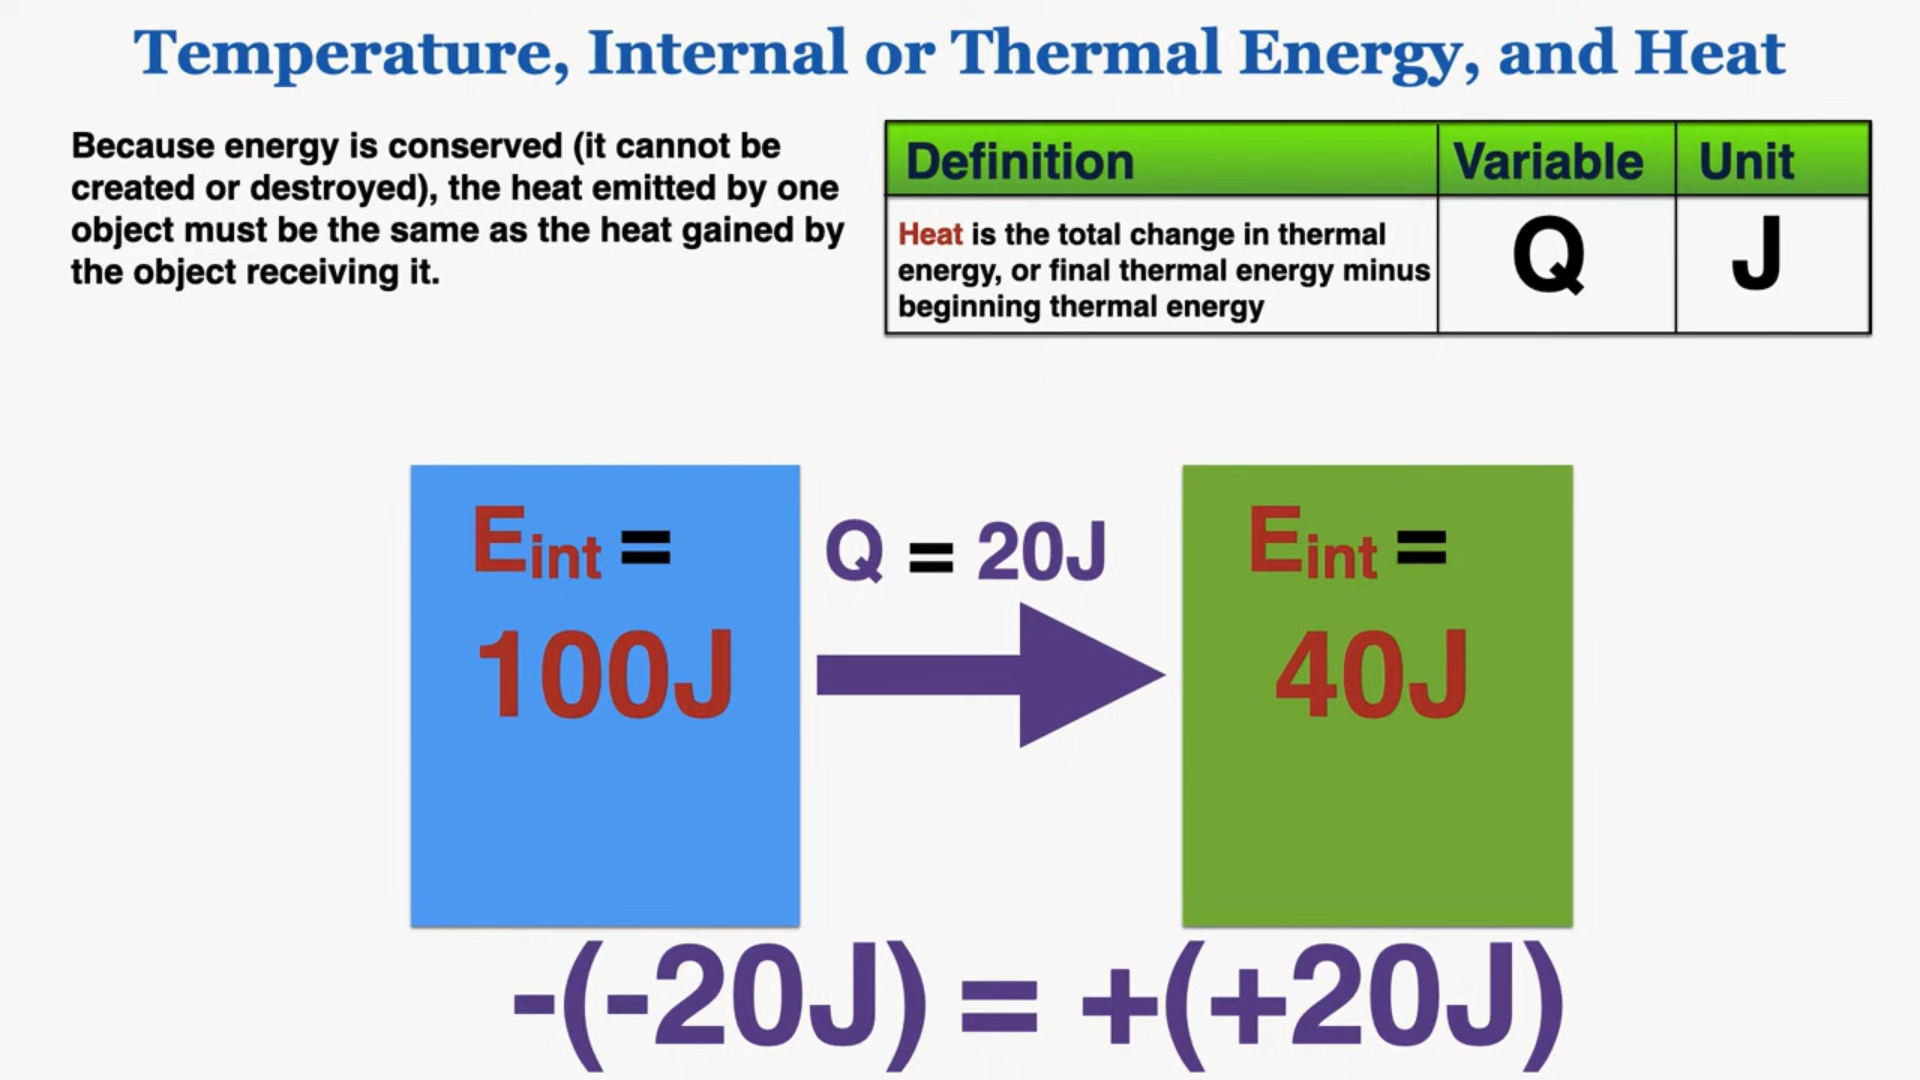 Temperature, Internal or Thermal Energy, and Heat
Because energy is conserved (it cannot be
created or destroyed), the heat emitted by one
object must be the same as the heat gained by
the object receiving it.
Definition Variable Unit
Heat is the total change in thermal
energy, or final thermal energy minus
beginning thermal energy
Q
J
Eint =
100J
Q = 20J
Eint =
40J
-(-20J) = +(+20J)